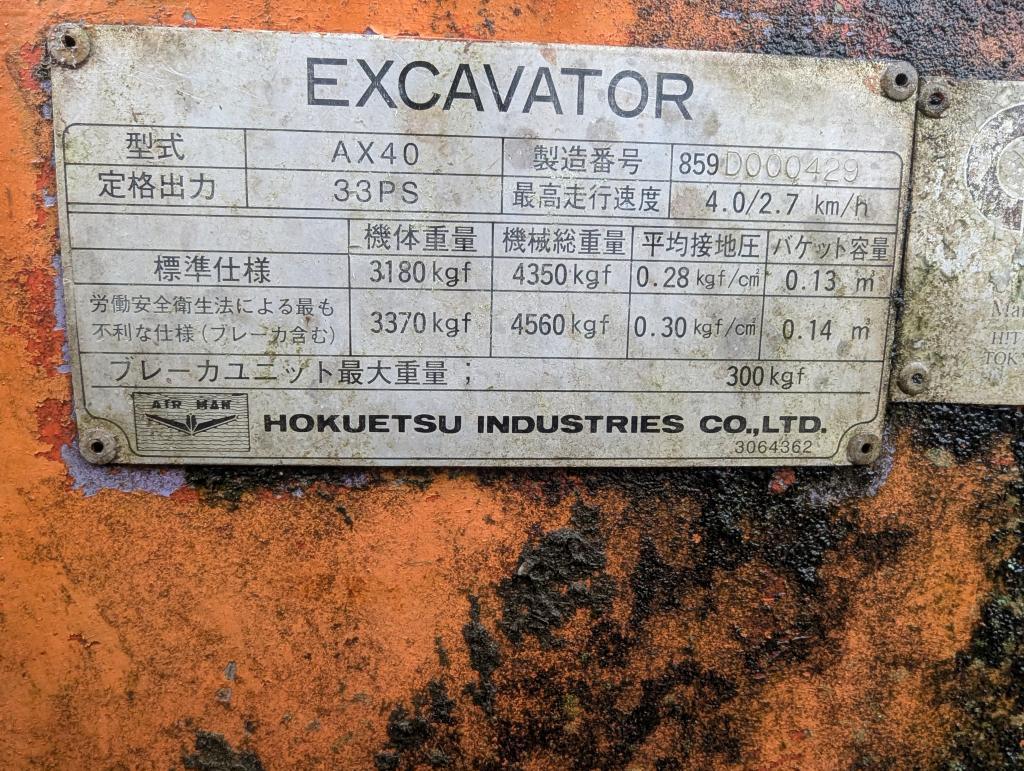 EXCAVATOR
型式 AX40 製造番号 859D000429
定格出力 33PS 最高走行速度 4.0/2.7 km/h
機体重量 機械総重量 平均接地圧 バケット容量
標準仕様 3180kgf 4350kgf 0.28kgf/c㎡ 0.13 ㎥
労働安全衛生法による最も
不利な仕様(ブレーカ含む) 3370kgf 4560kgf 0.30kgf/c㎡ 0.14 ㎥
ブレーカユニット最大重量; 300kgf
AIR MAN HOKUETSU INDUSTRIES CO.,LTD.
3064362